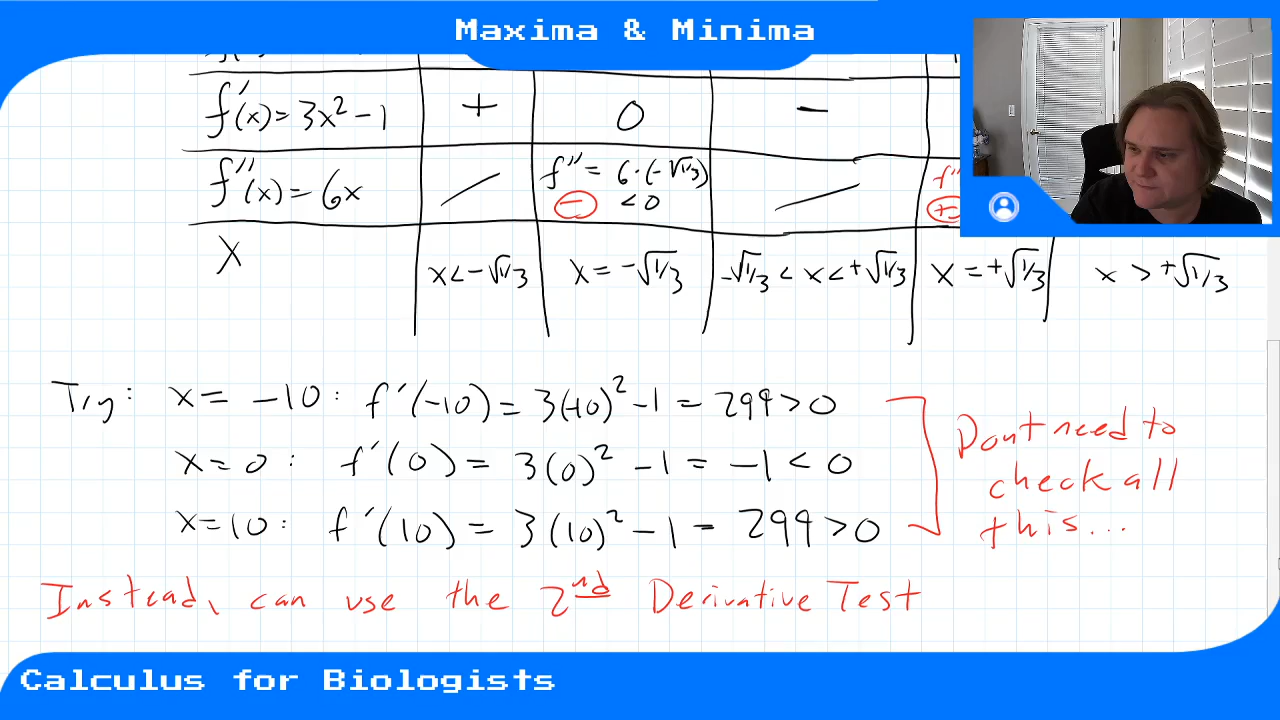 Maxima & Minima
f'(x) = 3x² - 1 + 0 -
f''(x) = 6x f'' = 6·(-√1/3) f''
- < 0 +
X x < -√1/3 x = -√1/3 -√1/3 < x < +√1/3 x = +√1/3 x > +√1/3
Try: x = -10: f'(-10) = 3(-10)² - 1 = 299 > 0
x = 0: f'(0) = 3(0)² - 1 = -1 < 0
x = 10: f'(10) = 3(10)² - 1 = 299 > 0
Dont need to
check all
this...
Instead, can use the 2nd Derivative Test
Calculus for Biologists